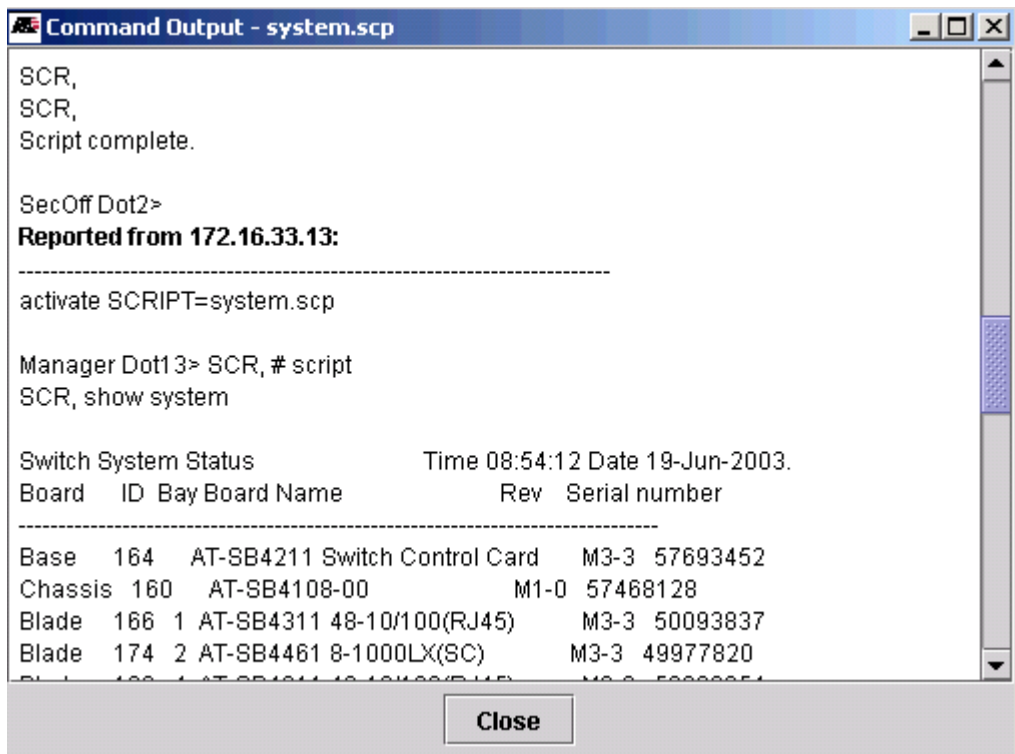 Command Output - system.scp
SCR,
SCR,
Script complete.
SecOff Dot2>
Reported from 172.16.33.13:
--------------------------------------------------------------------------
activate SCRIPT=system.scp
Manager Dot13> SCR, # script
SCR, show system
Switch System Status Time 08:54:12 Date 19-Jun-2003.
Board ID Bay Board Name Rev Serial number
--------------------------------------------------------------------------------
Base 164 AT-SB4211 Switch Control Card M3-3 57693452
Chassis 160 AT-SB4108-00 M1-0 57468128
Blade 166 1 AT-SB4311 48-10/100(RJ45) M3-3 50093837
Blade 174 2 AT-SB4461 8-1000LX(SC) M3-3 49977820
Close